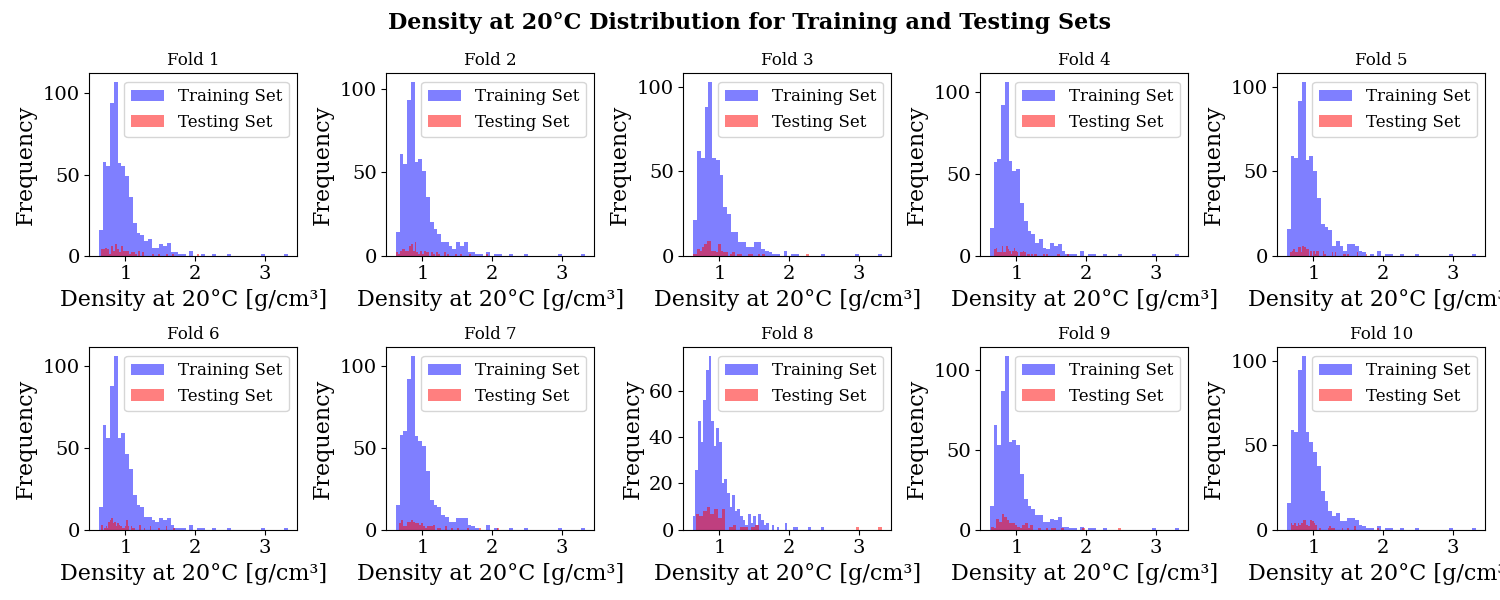 Density at 20°C Distribution for Training and Testing Sets
Fold 1
Fold 2
Fold 3
Fold 4
Fold 5
Frequency
100
50
0
Training Set
Testing Set
1 2 3
Density at 20°C [g/cm³]
Frequency
100
50
0
Training Set
Testing Set
1 2 3
Density at 20°C [g/cm³]
Frequency
100
50
0
Training Set
Testing Set
1 2 3
Density at 20°C [g/cm³]
Frequency
100
50
0
Training Set
Testing Set
1 2 3
Density at 20°C [g/cm³]
Frequency
100
50
0
Training Set
Testing Set
1 2 3
Density at 20°C [g/cm³
Fold 6
Fold 7
Fold 8
Fold 9
Fold 10
Frequency
100
50
0
Training Set
Testing Set
1 2 3
Density at 20°C [g/cm³]
Frequency
100
50
0
Training Set
Testing Set
1 2 3
Density at 20°C [g/cm³]
Frequency
60
40
20
0
Training Set
Testing Set
1 2 3
Density at 20°C [g/cm³]
Frequency
100
50
0
Training Set
Testing Set
1 2 3
Density at 20°C [g/cm³]
Frequency
100
50
0
Training Set
Testing Set
1 2 3
Density at 20°C [g/cm³